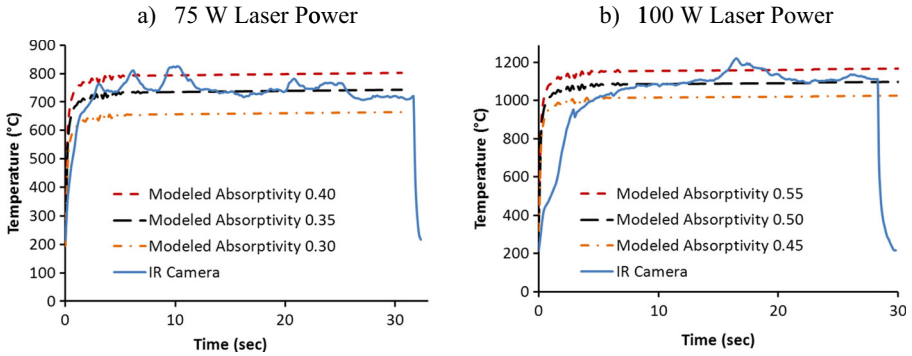 a) 75 W Laser Power
900
800
700
600
500
400
300
200
100
0
Temperature (°C)
Modeled Absorptivity 0.40
Modeled Absorptivity 0.35
Modeled Absorptivity 0.30
IR Camera
0
10
20
30
Time (sec)
b) 100 W Laser Power
1200
1000
800
600
400
200
0
Temperature (°C)
Modeled Absorptivity 0.55
Modeled Absorptivity 0.50
Modeled Absorptivity 0.45
IR Camera
0
10
20
30
Time (sec)